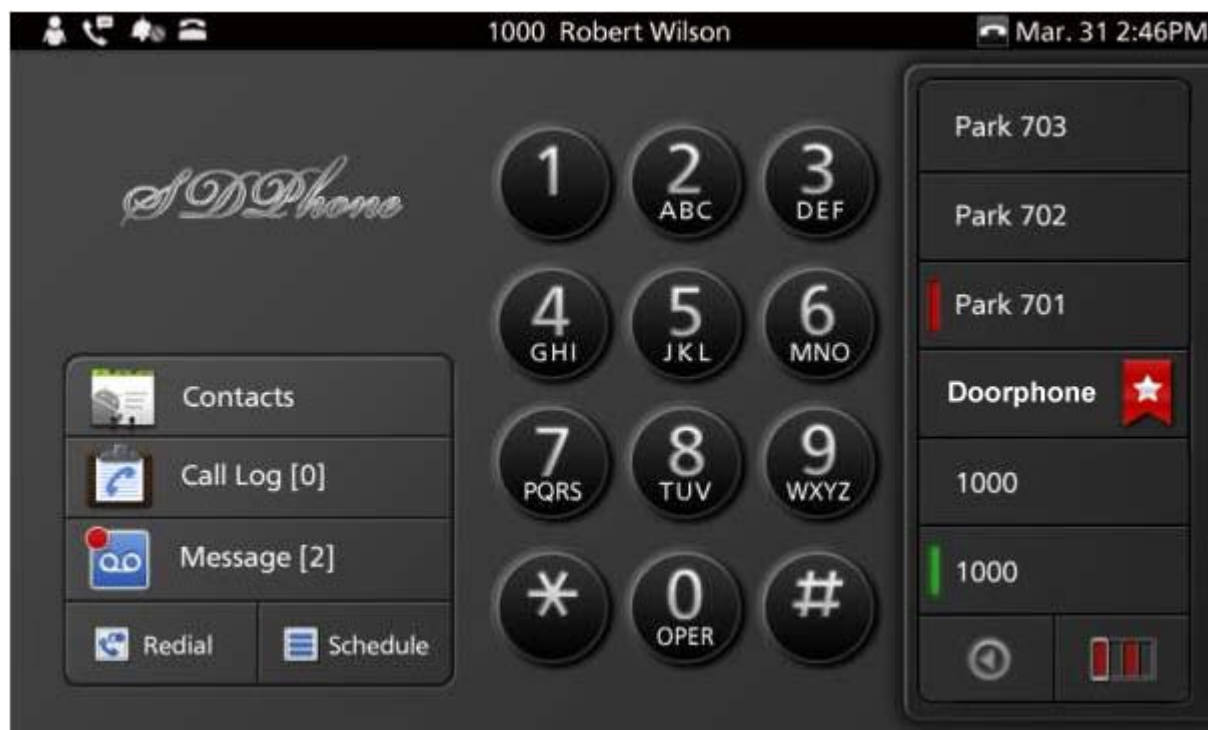 1000 Robert Wilson
Mar. 31 2:46PM
SDPhone
Contacts
Call Log [0]
Message [2]
Redial
Schedule
1
2
ABC
3
DEF
4
GHI
5
JKL
6
MNO
7
PQRS
8
TUV
9
WXYZ
*
0
OPER
#
Park 703
Park 702
Park 701
Doorphone
1000
1000